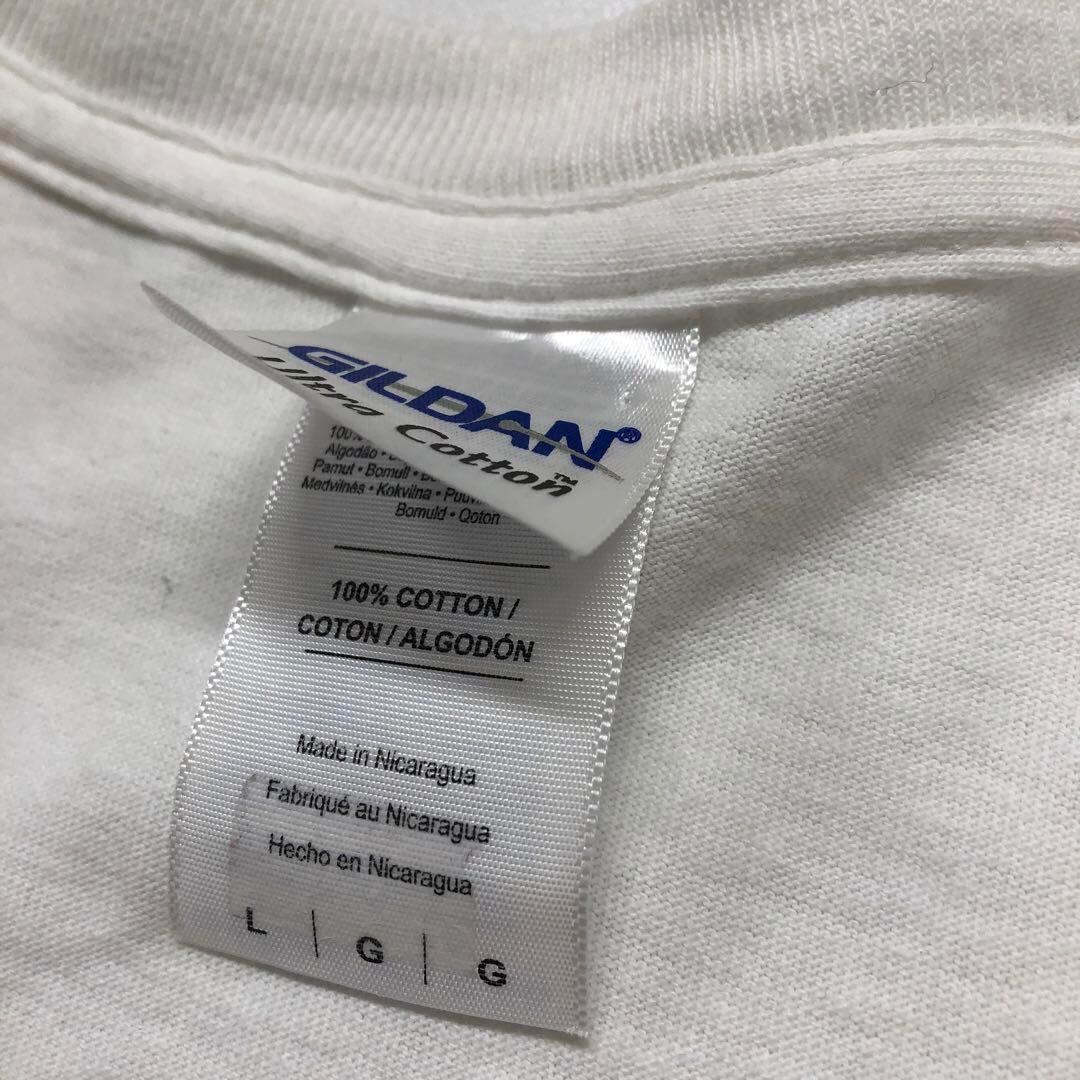 GILDAN®
Ultra Cotton™
100%
Algodão •
Pamut • Bomull •
Medvilnės • Kokvilna •
Bomuld • Qoton
100% COTTON /
COTON / ALGODÓN
Made in Nicaragua
Fabriqué au Nicaragua
Hecho en Nicaragua
L | G | G